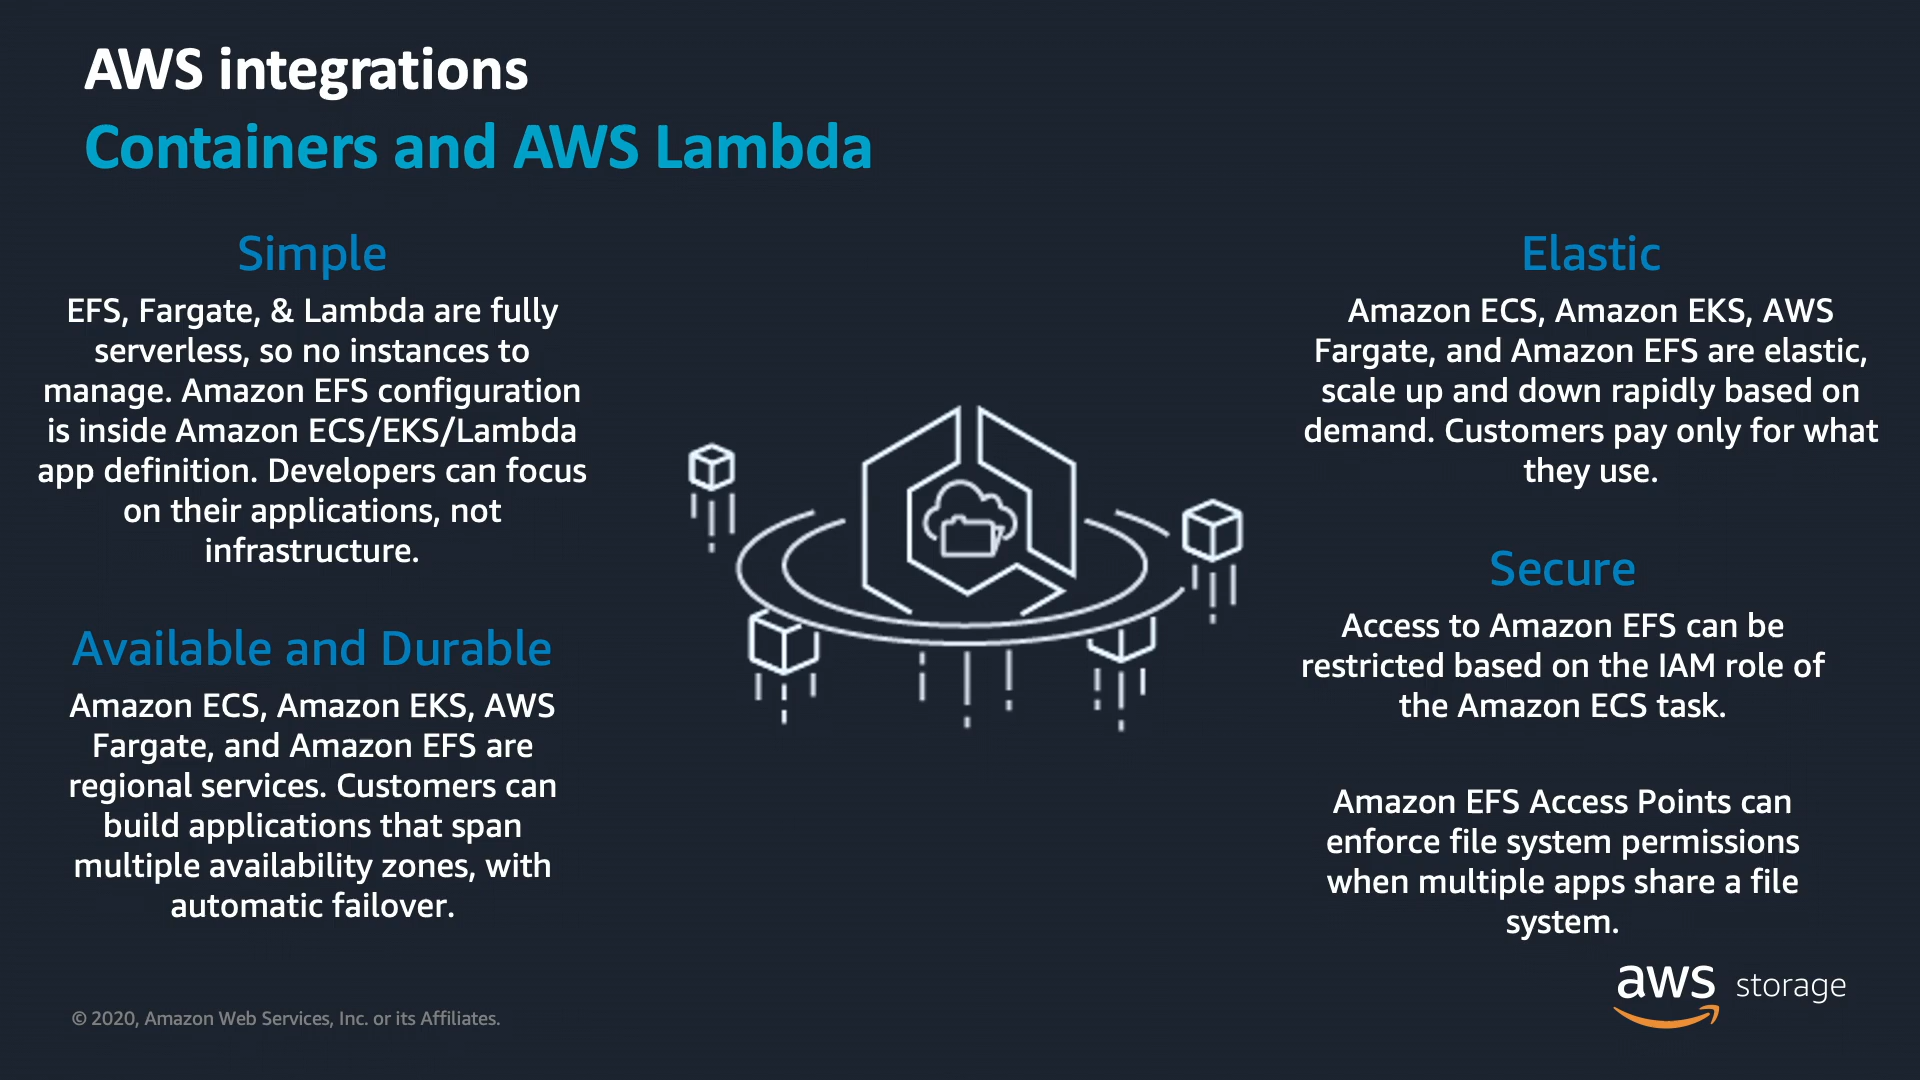 AWS integrations
Containers and AWS Lambda
Simple
EFS, Fargate, & Lambda are fully
serverless, so no instances to
manage. Amazon EFS configuration
is inside Amazon ECS/EKS/Lambda
app definition. Developers can focus
on their applications, not
infrastructure.
Available and Durable
Amazon ECS, Amazon EKS, AWS
Fargate, and Amazon EFS are
regional services. Customers can
build applications that span
multiple availability zones, with
automatic failover.
Elastic
Amazon ECS, Amazon EKS, AWS
Fargate, and Amazon EFS are elastic,
scale up and down rapidly based on
demand. Customers pay only for what
they use.
Secure
Access to Amazon EFS can be
restricted based on the IAM role of
the Amazon ECS task.
Amazon EFS Access Points can
enforce file system permissions
when multiple apps share a file
system.
aws storage
© 2020, Amazon Web Services, Inc. or its Affiliates.